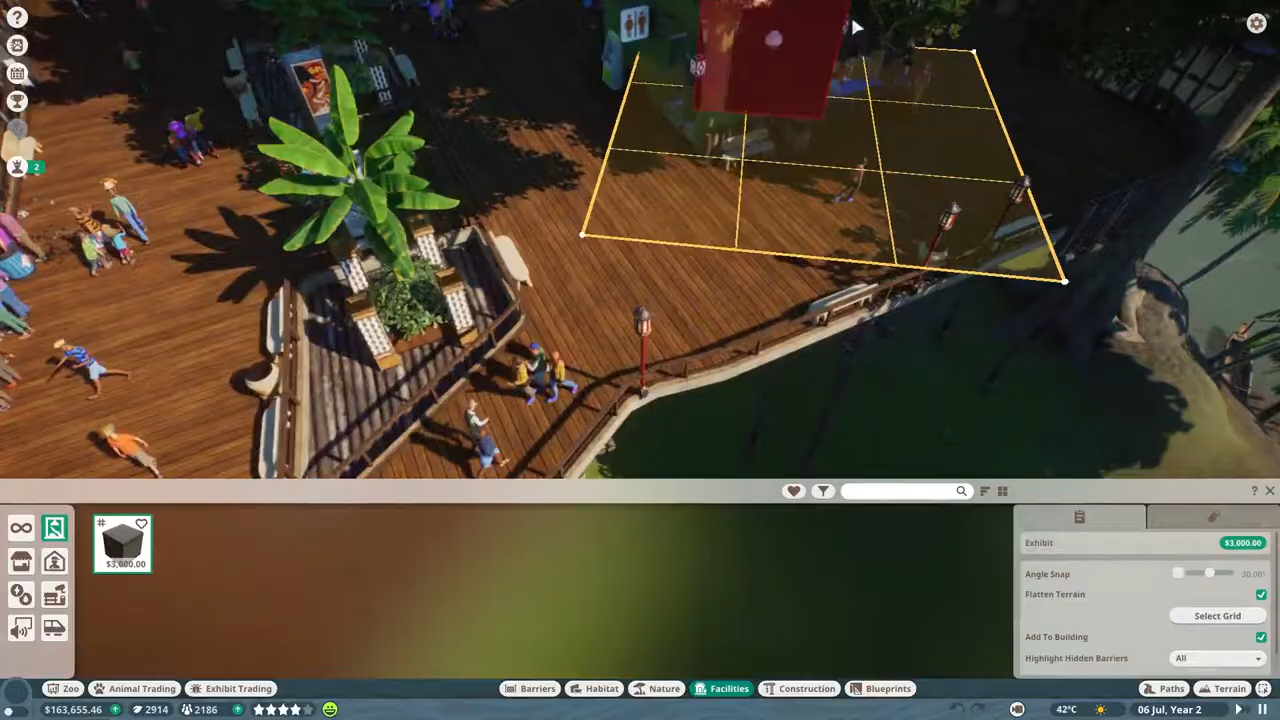 2
?
#
$3,000.00
Exhibit
$3,000.00
Angle Snap
30.00°
Flatten Terrain
Select Grid
Add To Building
Highlight Hidden Barriers
All
Zoo
Animal Trading
Exhibit Trading
Barriers
Habitat
Nature
Facilities
Construction
Blueprints
Paths
Terrain
$163,655.46
2914
2186
42°C
06 Jul, Year 2